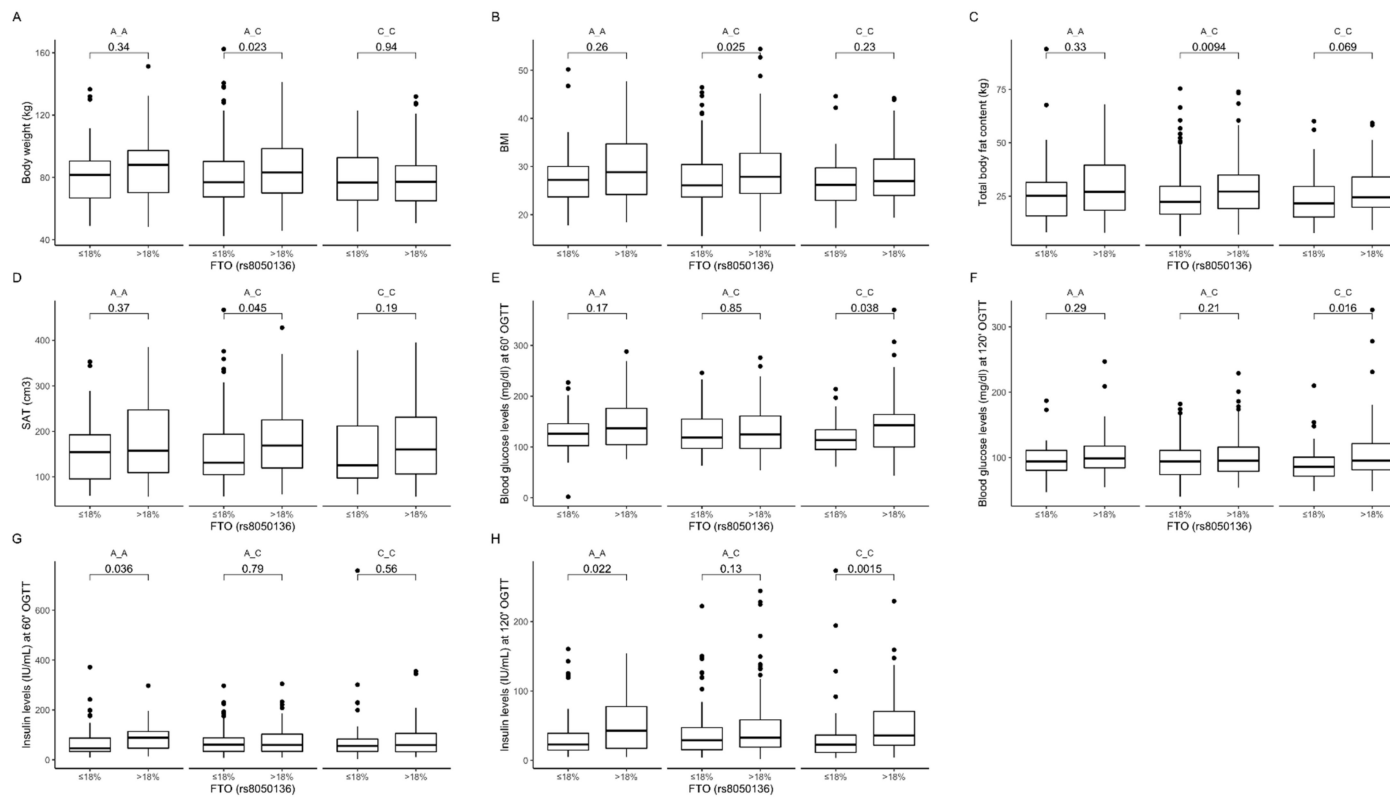 A
A_A
A_C
C_C
0.34
0.023
0.94
Body weight (kg)
160
120
80
40
≤18%
>18%
≤18%
>18%
≤18%
>18%
FTO (rs8050136)
B
A_A
A_C
C_C
0.26
0.025
0.23
BMI
50
40
30
20
≤18%
>18%
≤18%
>18%
≤18%
>18%
FTO (rs8050136)
C
A_A
A_C
C_C
0.33
0.0094
0.069
Total body fat content (kg)
75
50
25
≤18%
>18%
≤18%
>18%
≤18%
>18%
FTO (rs8050136)
D
A_A
A_C
C_C
0.37
0.045
0.19
SAT (cm3)
400
300
200
100
≤18%
>18%
≤18%
>18%
≤18%
>18%
FTO (rs8050136)
E
A_A
A_C
C_C
0.17
0.85
0.038
Blood glucose levels (mg/dl) at 60' OGTT
300
200
100
0
≤18%
>18%
≤18%
>18%
≤18%
>18%
FTO (rs8050136)
F
A_A
A_C
C_C
0.29
0.21
0.016
Blood glucose levels (mg/dl) at 120' OGTT
300
200
100
≤18%
>18%
≤18%
>18%
≤18%
>18%
FTO (rs8050136)
G
A_A
A_C
C_C
0.036
0.79
0.56
Insulin levels (IU/mL) at 60' OGTT
600
400
200
0
≤18%
>18%
≤18%
>18%
≤18%
>18%
FTO (rs8050136)
H
A_A
A_C
C_C
0.022
0.13
0.0015
Insulin levels (IU/mL) at 120' OGTT
200
100
0
≤18%
>18%
≤18%
>18%
≤18%
>18%
FTO (rs8050136)